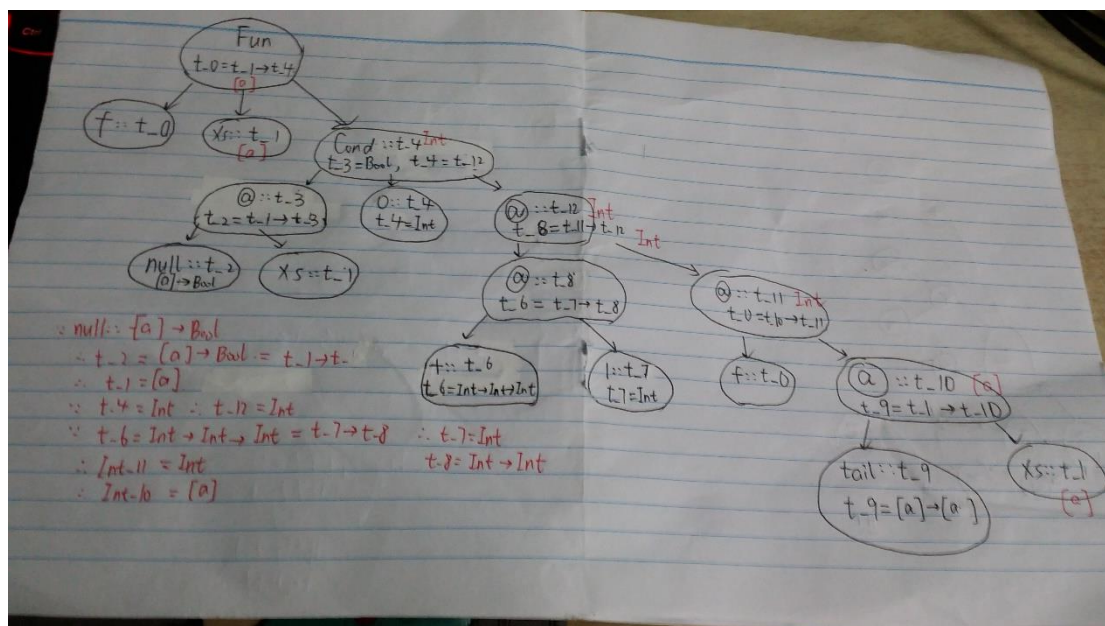 Fun
t_0=t_1→t_4
[a]
f::t_0
xs::t_1
[a]
Cond::t_4 Int
t_3=Bool, t_4=t_12
@::t_3
t_2=t_1→t_3
0::t_4
t_4=Int
@::t_12 Int
t_8=t_11→t_12
Int
null::t_2
[a]→Bool
xs::t_1
@::t_8
t_6=t_7→t_8
@::t_11 Int
t_0=t_10→t_11
+::t_6
t_6=Int→Int→Int
1::t_7
t_7=Int
f::t_0
@::t_10 [a]
t_9=t_1→t_10
tail::t_9
t_9=[a]→[a]
xs::t_1
[a]
∵ null::[a]→Bool
∴ t_2=[a]→Bool=t_1→t_
∴ t_1=[a]
∵ t_4=Int ∴ t_12=Int
∵ t_6=Int→Int→Int=t_7→t_8 ∴ t_7=Int
t_8=Int→Int
∴ Int_11=Int
∴ Int_10=[a]